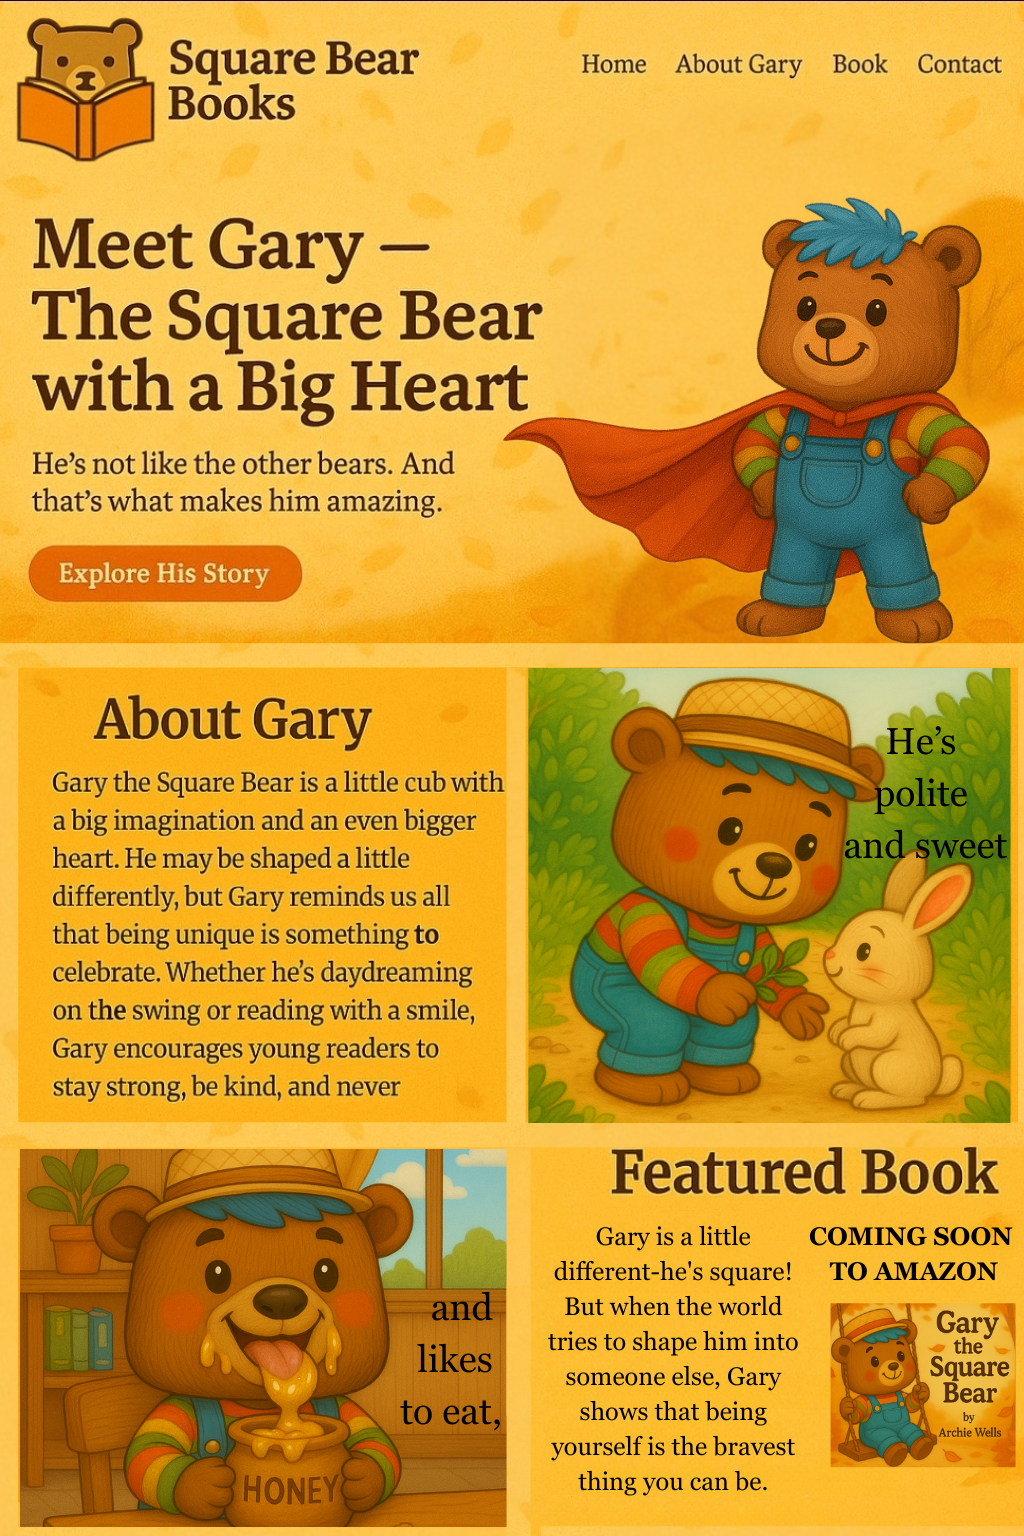 Square Bear
Books
Home About Gary Book Contact
Meet Gary —
The Square Bear
with a Big Heart
He's not like the other bears. And
that's what makes him amazing.
Explore His Story
About Gary
Gary the Square Bear is a little cub with
a big imagination and an even bigger
heart. He may be shaped a little
differently, but Gary reminds us all
that being unique is something to
celebrate. Whether he's daydreaming
on the swing or reading with a smile,
Gary encourages young readers to
stay strong, be kind, and never
He's
polite
and sweet
and
likes
to eat,
HONEY
Featured Book
Gary is a little
different-he's square!
But when the world
tries to shape him into
someone else, Gary
shows that being
yourself is the bravest
thing you can be.
COMING SOON
TO AMAZON
Gary
the
Square
Bear
by
Archie Wells